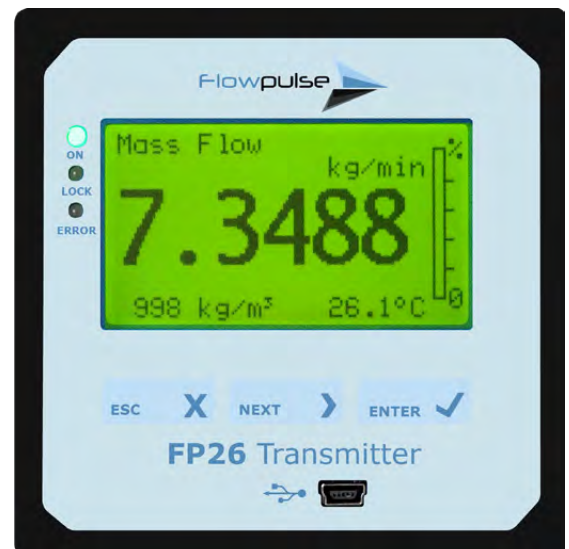 Flowpulse
ON
LOCK
ERROR
Mass Flow
%
kg/min
7.3488
998 kg/m³
26.1°C
0
ESC X NEXT ❯ ENTER ✓
FP26 Transmitter